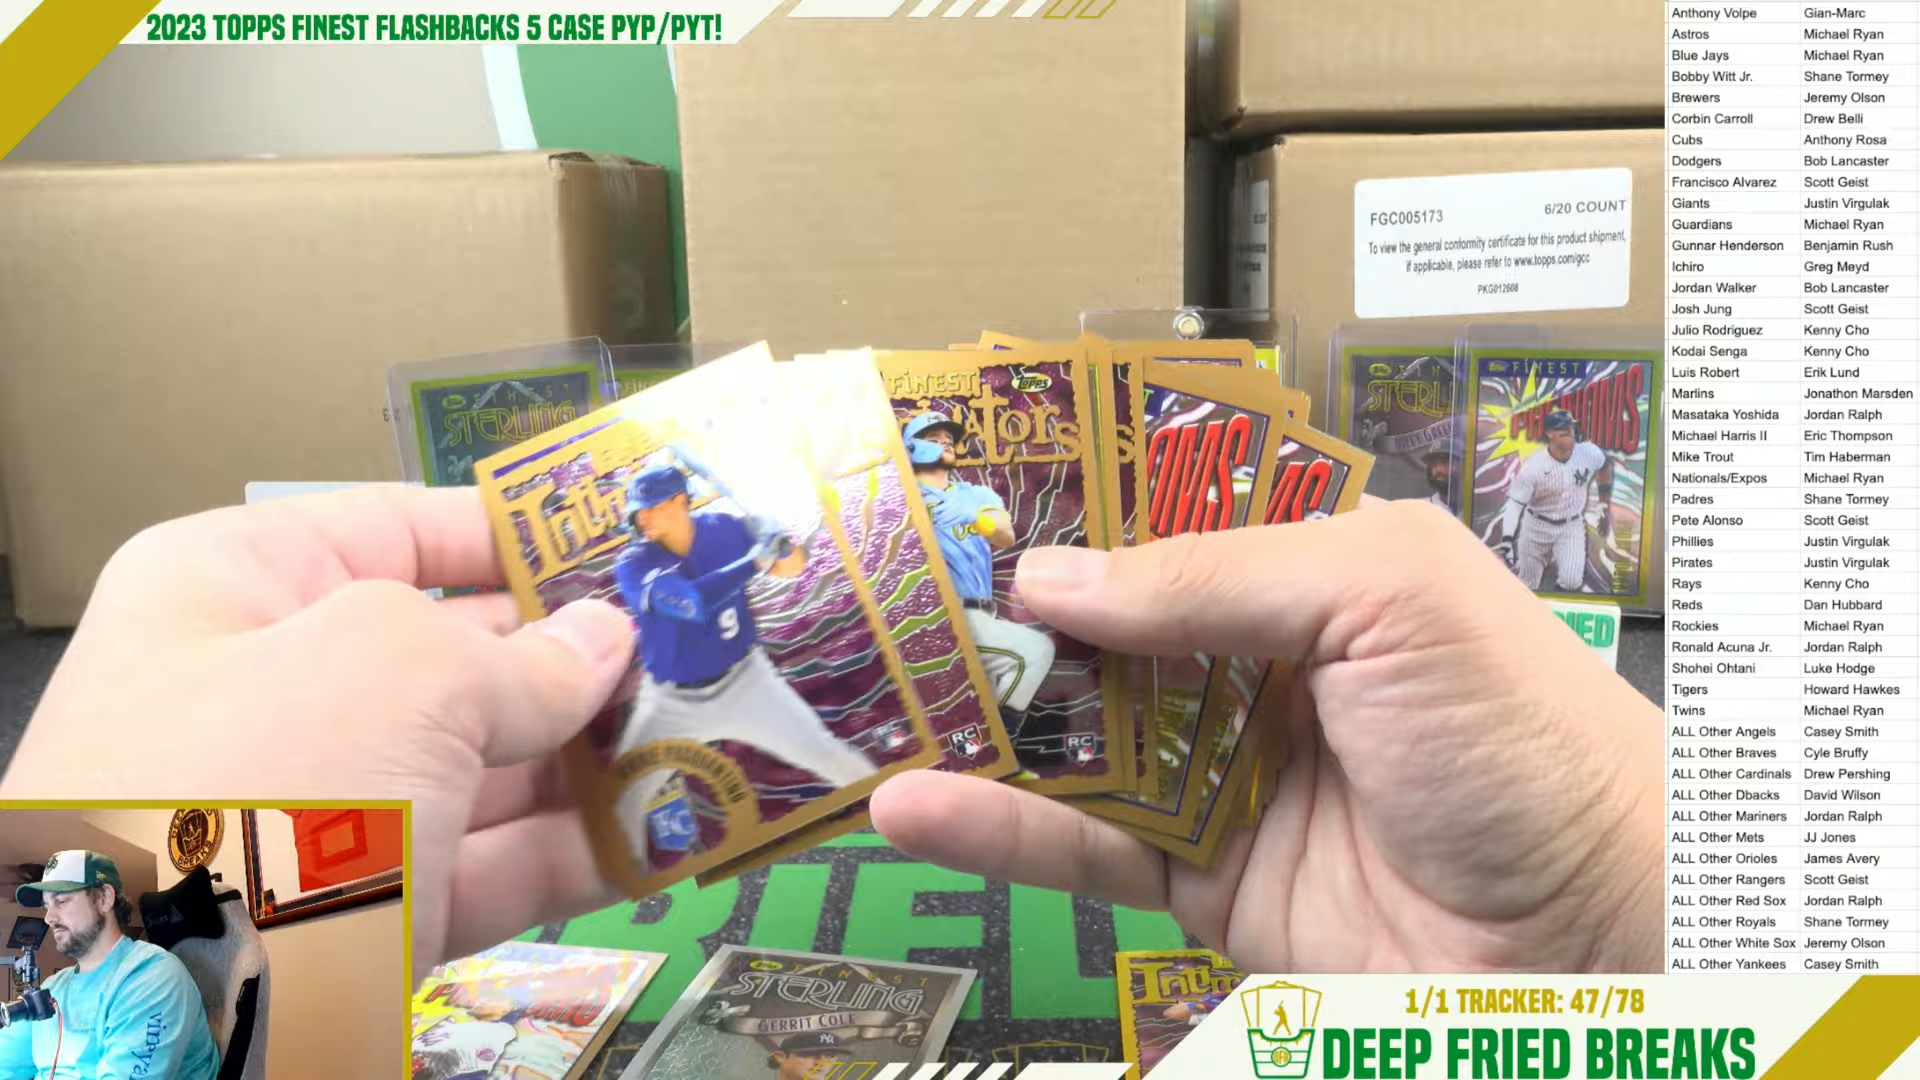 2023 TOPPS FINEST FLASHBACKS 5 CASE PYP/PYT!
Anthony Volpe Gian-Marc
Astros Michael Ryan
Blue Jays Michael Ryan
Bobby Witt Jr. Shane Tormey
Brewers Jeremy Olson
Corbin Carroll Drew Belli
Cubs Anthony Rosa
Dodgers Bob Lancaster
Francisco Alvarez Scott Geist
Giants Justin Virgulak
Guardians Michael Ryan
Gunnar Henderson Benjamin Rush
Ichiro Greg Meyd
Jordan Walker Bob Lancaster
Josh Jung Scott Geist
Julio Rodriguez Kenny Cho
Kodai Senga Kenny Cho
Luis Robert Erik Lund
Marlins Jonathon Marsden
Masataka Yoshida Jordan Ralph
Michael Harris II Eric Thompson
Mike Trout Tim Haberman
Nationals/Expos Michael Ryan
Padres Shane Tormey
Pete Alonso Scott Geist
Phillies Justin Virgulak
Pirates Justin Virgulak
Rays Kenny Cho
Reds Dan Hubbard
Rockies Michael Ryan
Ronald Acuna Jr. Jordan Ralph
Shohei Ohtani Luke Hodge
Tigers Howard Hawkes
Twins Michael Ryan
ALL Other Angels Casey Smith
ALL Other Braves Cyle Bruffy
ALL Other Cardinals Drew Pershing
ALL Other Dbacks David Wilson
ALL Other Mariners Jordan Ralph
ALL Other Mets JJ Jones
ALL Other Orioles James Avery
ALL Other Rangers Scott Geist
ALL Other Red Sox Jordan Ralph
ALL Other Royals Shane Tormey
ALL Other White Sox Jeremy Olson
ALL Other Yankees Casey Smith
FGC005173 6/20 COUNT
To view the general conformity certificate for this product shipment,
if applicable, please refer to www.topps.com/gcc
PKG012608
FINEST
STERLING
FINEST
FINEST
Topps
9
KC
RC
RC
RC
FINEST
STERLING
GERRIT COLE
1/1 TRACKER: 47/78
DEEP FRIED BREAKS